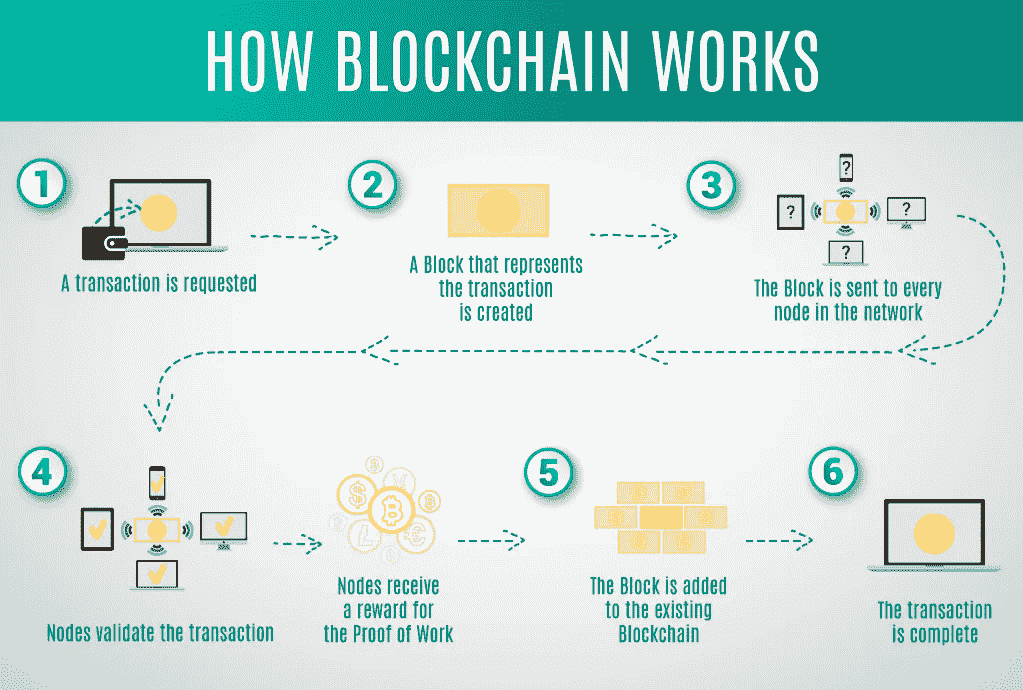 HOW BLOCKCHAIN WORKS
1
A transaction is requested
2
A Block that represents
the transaction
is created
3
?
?
?
?
The Block is sent to every
node in the network
4
Nodes validate the transaction
$
¥
B
B
B
£
€
B
Nodes receive
a reward for
the Proof of Work
5
The Block is added
to the existing
Blockchain
6
The transaction
is complete